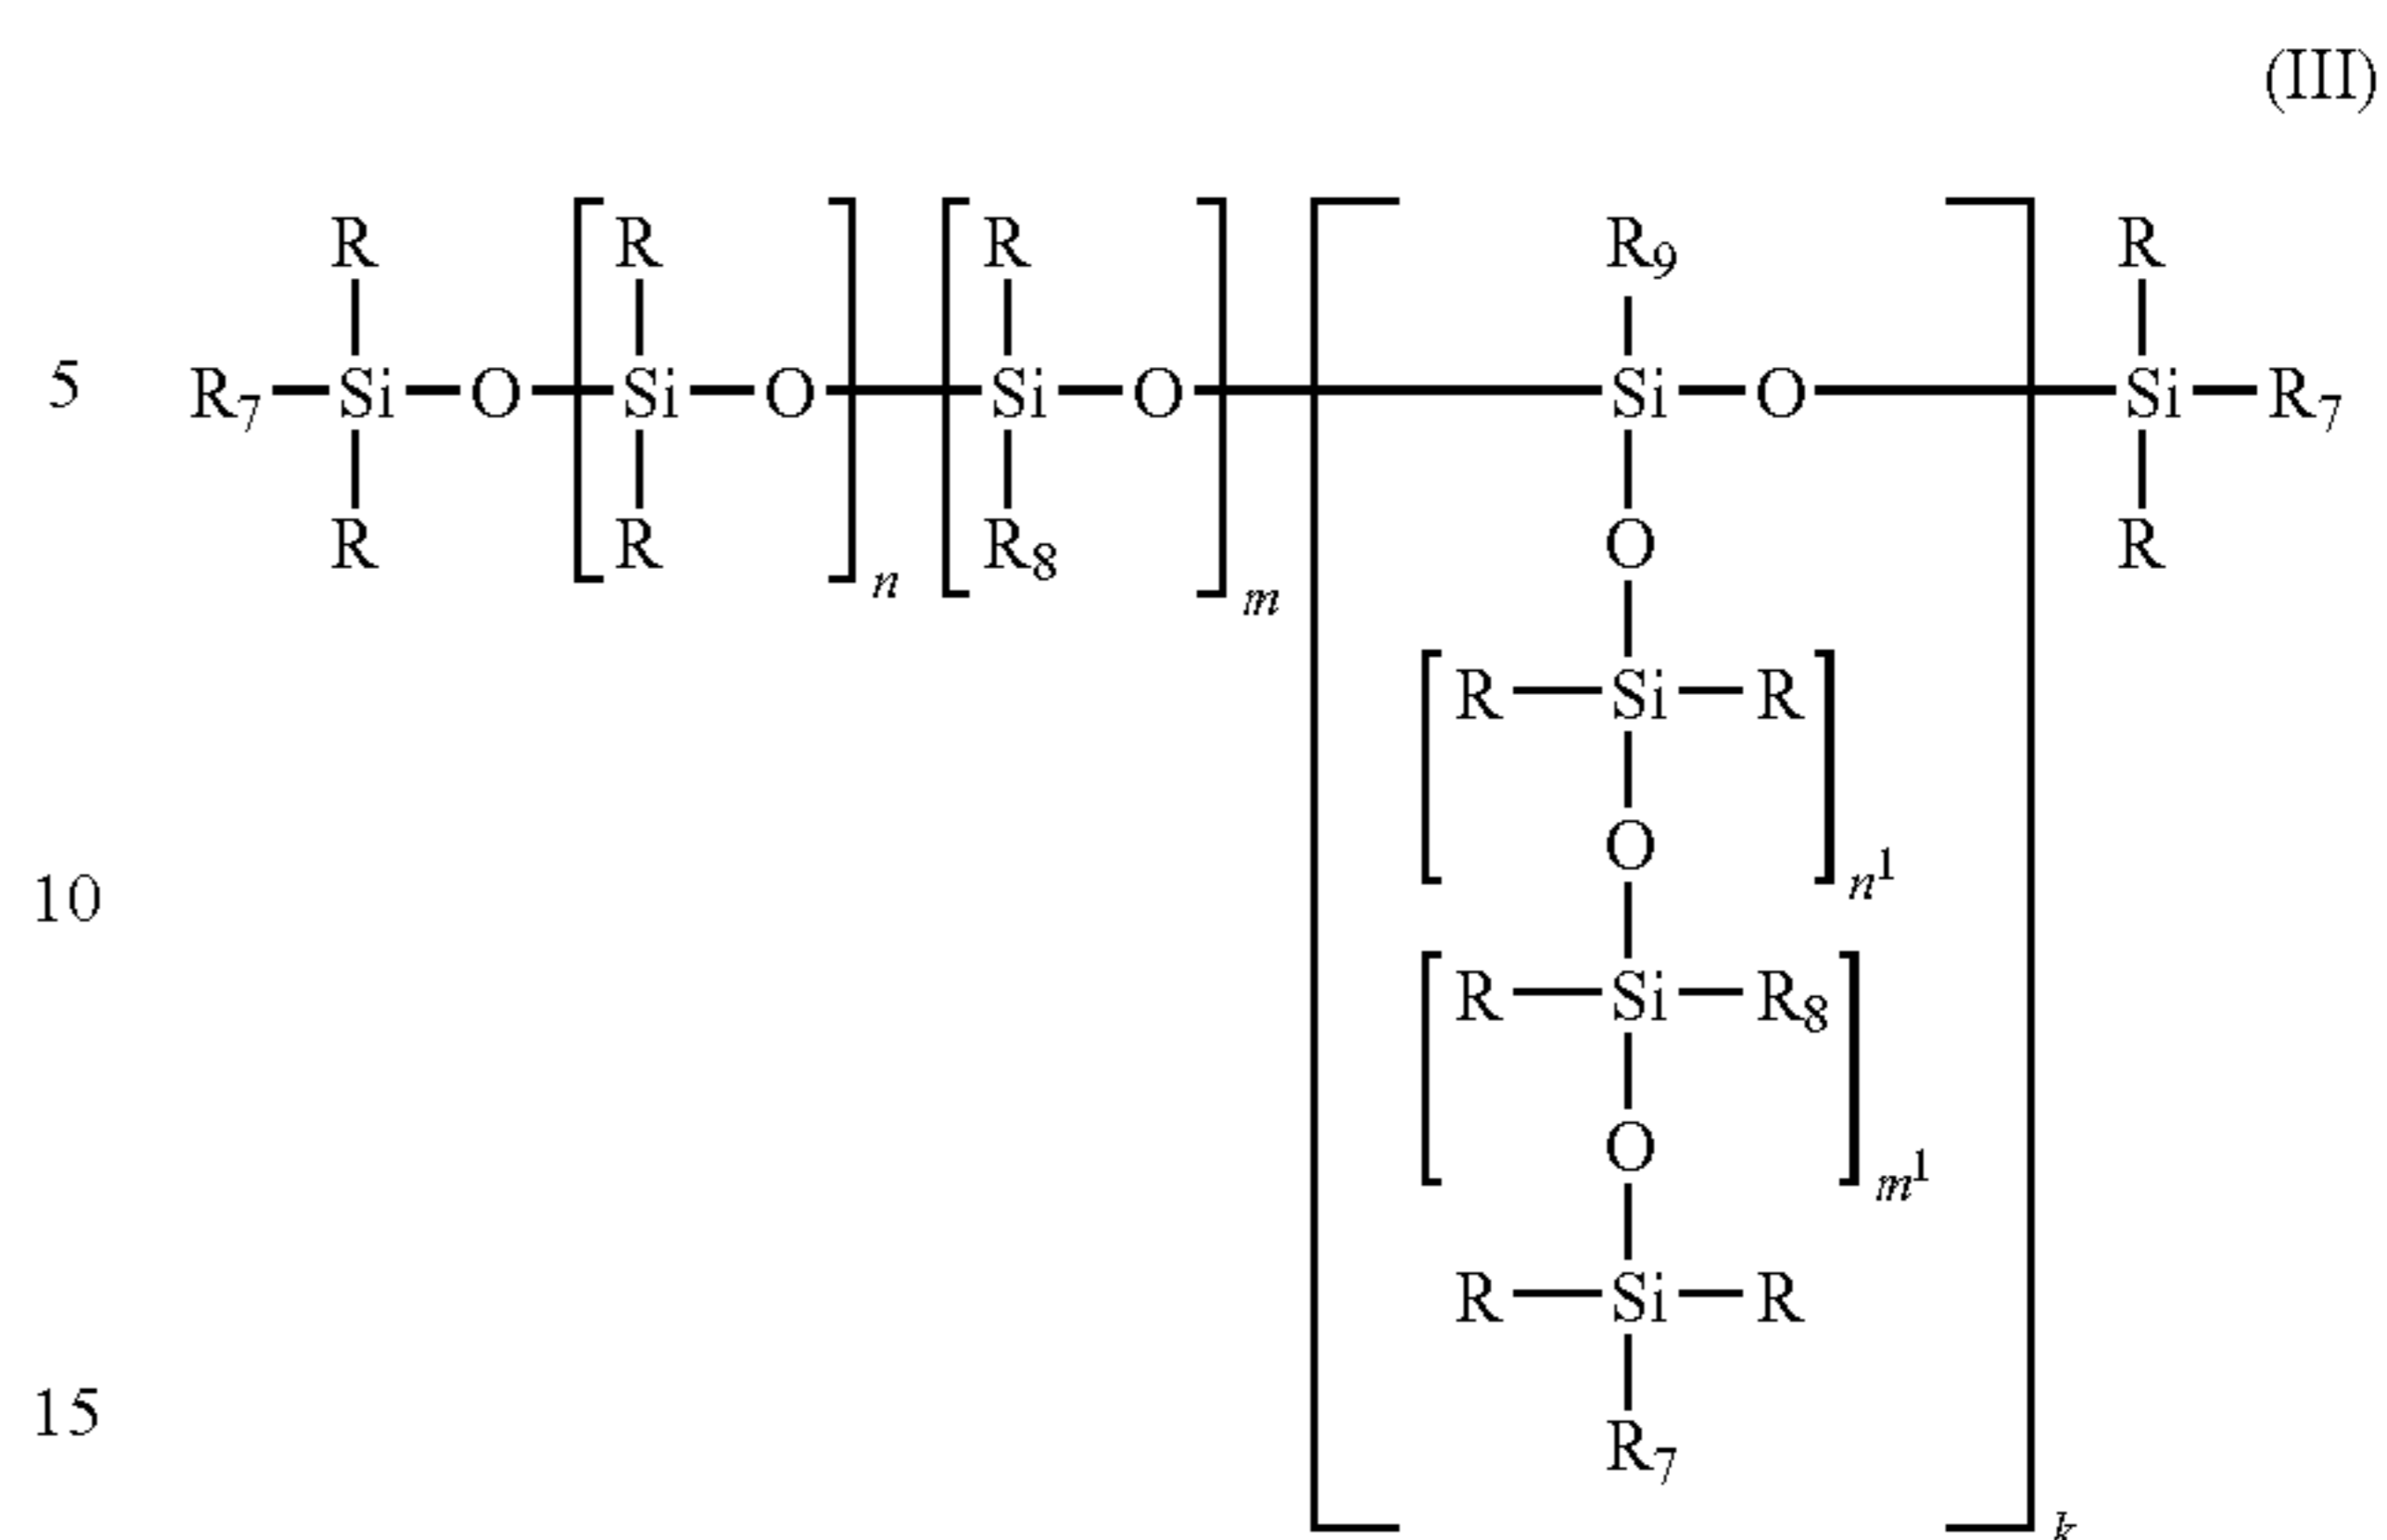 (III)
R R R R9 R
5 R7—Si—O—[Si—O]n—[Si—O]m—[Si—O]k—Si—R7
R R R8 O R
[R—Si—R]n1
O
10
[R—Si—R8]m1
O
R—Si—R
15
R7
k